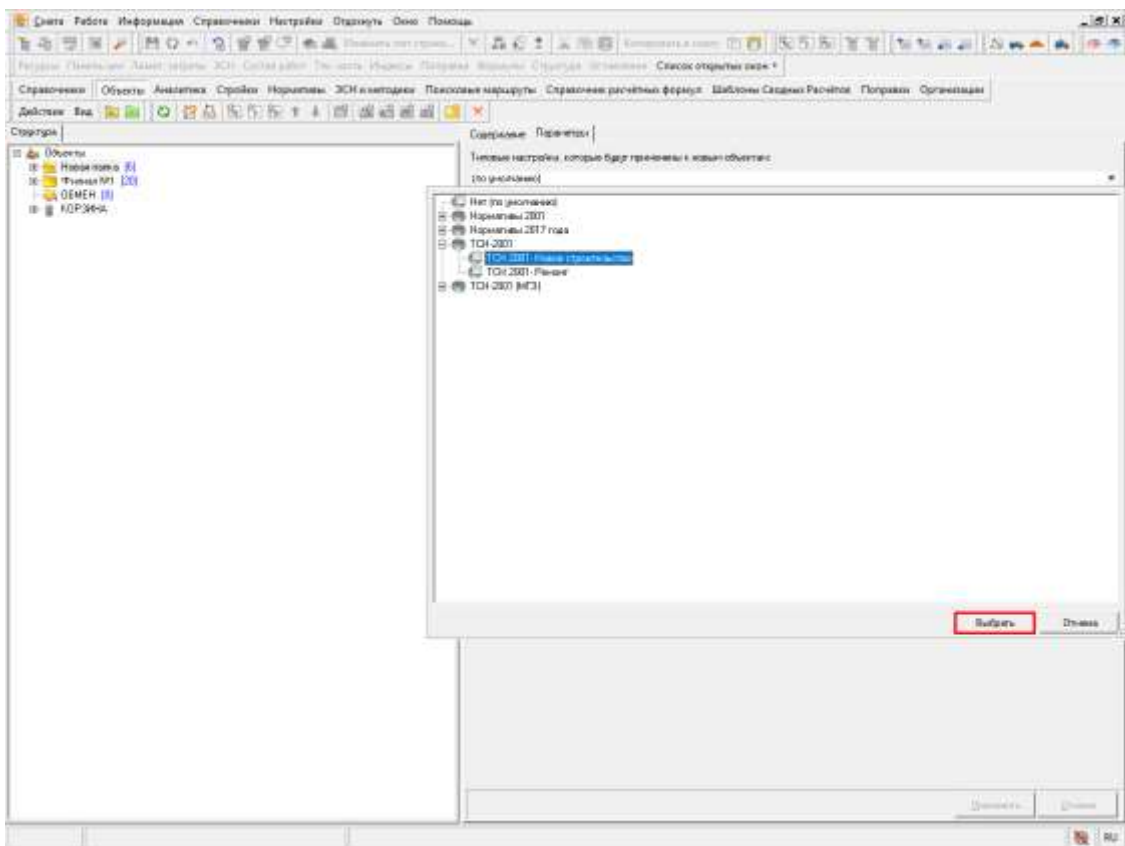 Смета Работа Информация Справочники Настройки Отдохнуть Окно Помощь
Список открытых окон
Справочники Объекты Аналитика Стройки Нормативы ЭСН и методики Поисковые маршруты Справочник расчётных формул Шаблоны Сводных Расчётов Поправки Организации
Действия Вид
Структура
Содержание Параметры
Объекты
Новая папка [6]
Филиал №1 [20]
ОБМЕН [0]
КОРЗИНА
Типовые настройки, которые будут применены к новым объектам:
(по умолчанию)
Нет (по умолчанию)
Нормативы 2001
Нормативы 2017 года
ТСН-2001
ТСН 2001-Новое строительство
ТСН 2001-Ремонт
ТСН-2001 (МГЭ)
Выбрать Отмена
Применить Отмена
RU